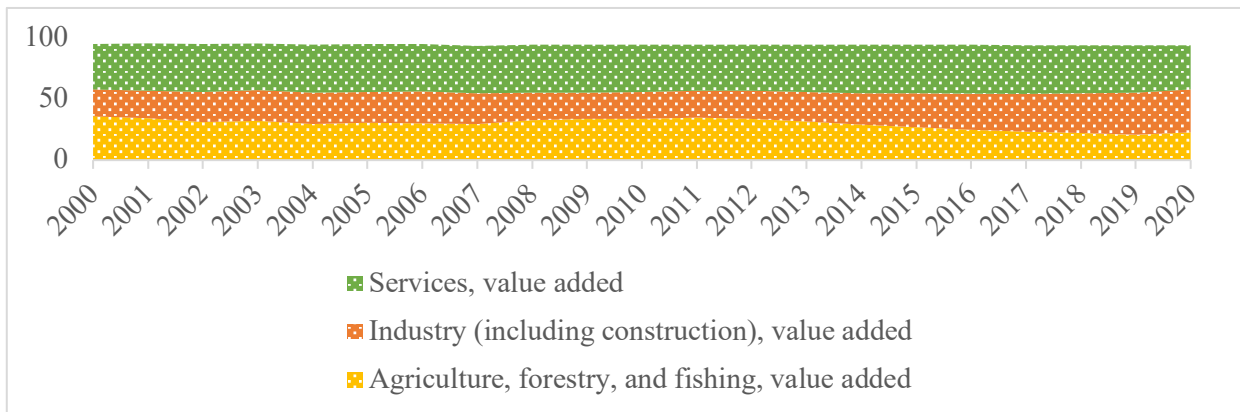 100
50
0
2000 2001 2002 2003 2004 2005 2006 2007 2008 2009 2010 2011 2012 2013 2014 2015 2016 2017 2018 2019 2020
Services, value added
Industry (including construction), value added
Agriculture, forestry, and fishing, value added